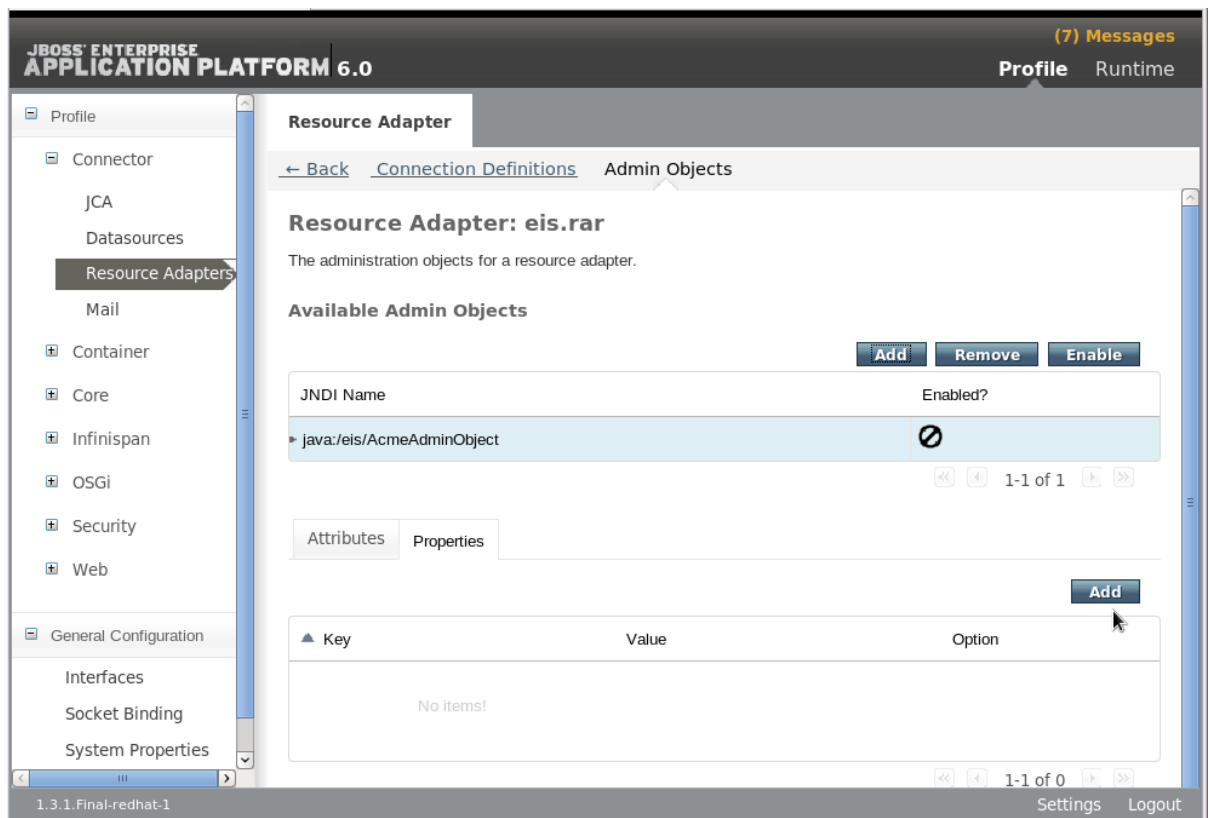 (7) Messages
JBOSS' ENTERPRISE
APPLICATION PLATFORM 6.0
Profile Runtime
Profile
Connector
JCA
Datasources
Resource Adapters
Mail
Container
Core
Infinispan
OSGi
Security
Web
General Configuration
Interfaces
Socket Binding
System Properties
Resource Adapter
← Back Connection Definitions Admin Objects
Resource Adapter: eis.rar
The administration objects for a resource adapter.
Available Admin Objects
Add Remove Enable
JNDI Name Enabled?
java:/eis/AcmeAdminObject
1-1 of 1
Attributes Properties
Add
Key Value Option
No items!
1-1 of 0
1.3.1.Final-redhat-1
Settings Logout